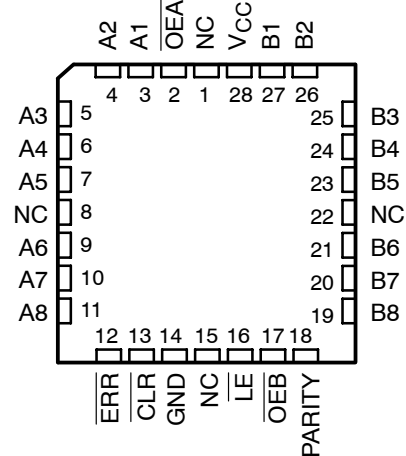 A2 A1 OEA NC VCC B1 B2
4 3 2 1 28 27 26
A3 5 25 B3
A4 6 24 B4
A5 7 23 B5
NC 8 22 NC
A6 9 21 B6
A7 10 20 B7
A8 11 19 B8
12 13 14 15 16 17 18
ERR CLR GND NC LE OEB PARITY